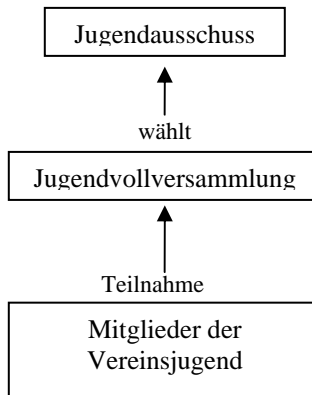 Jugendausschuss
wählt
Jugendvollversammlung
Teilnahme
Mitglieder der
Vereinsjugend